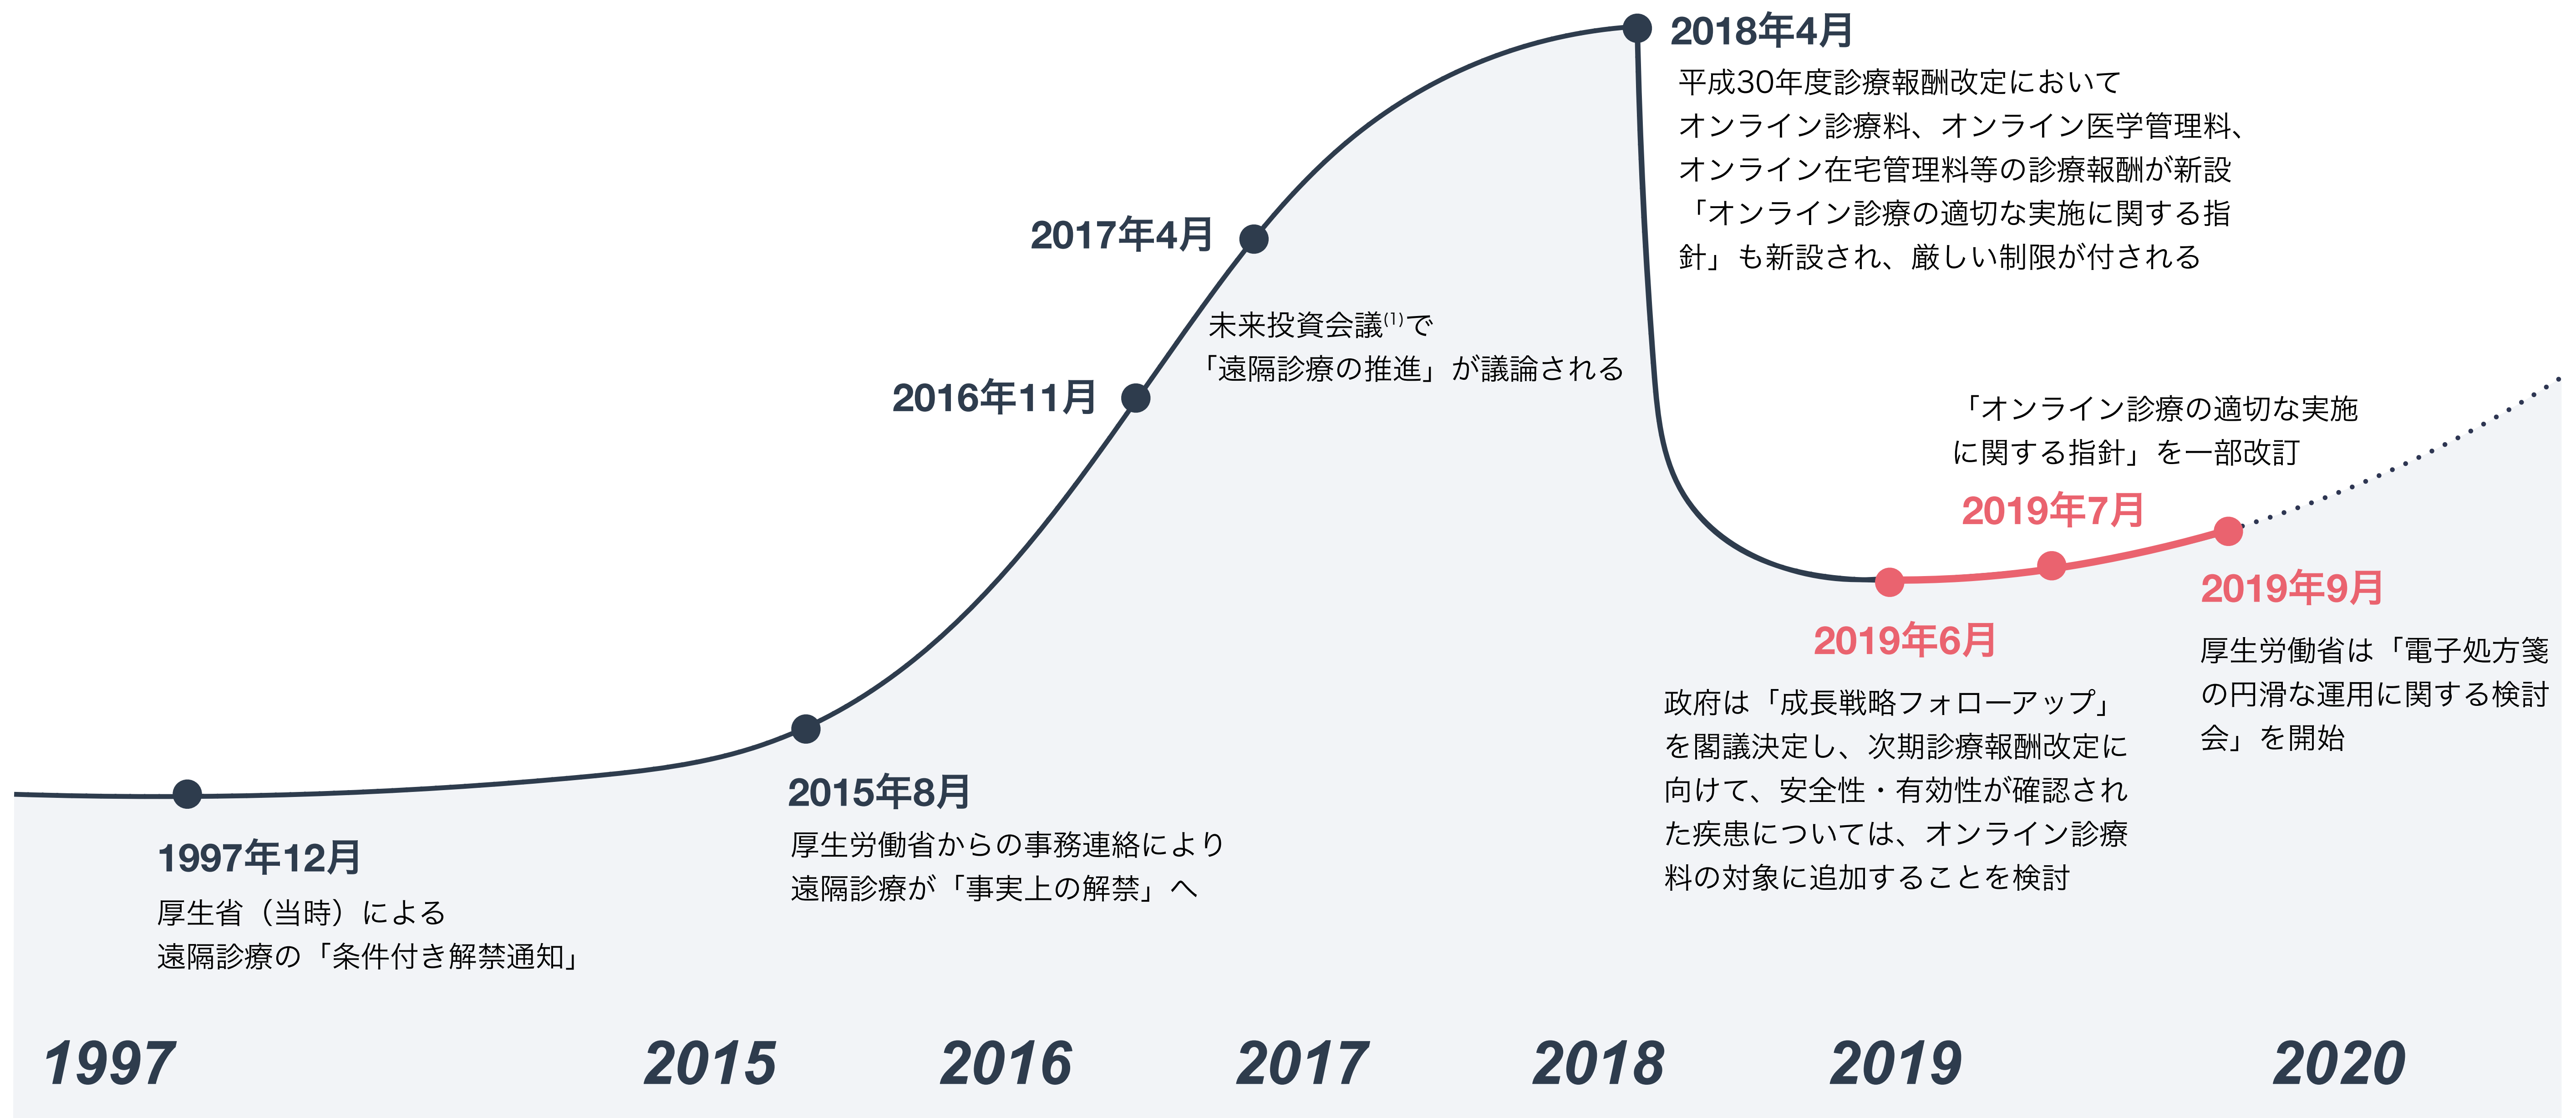 1997年12月
厚生省（当時）による
遠隔診療の「条件付き解禁通知」
2015年8月
厚生労働省からの事務連絡により
遠隔診療が「事実上の解禁」へ
2016年11月
2017年4月
未来投資会議(1)で
「遠隔診療の推進」が議論される
2018年4月
平成30年度診療報酬改定において
オンライン診療料、オンライン医学管理料、
オンライン在宅管理料等の診療報酬が新設
「オンライン診療の適切な実施に関する指
針」も新設され、厳しい制限が付される
2019年6月
政府は「成長戦略フォローアップ」
を閣議決定し、次期診療報酬改定に
向けて、安全性・有効性が確認され
た疾患については、オンライン診療
料の対象に追加することを検討
「オンライン診療の適切な実施
に関する指針」を一部改訂
2019年7月
2019年9月
厚生労働省は「電子処方箋
の円滑な運用に関する検討
会」を開始
1997
2015
2016
2017
2018
2019
2020